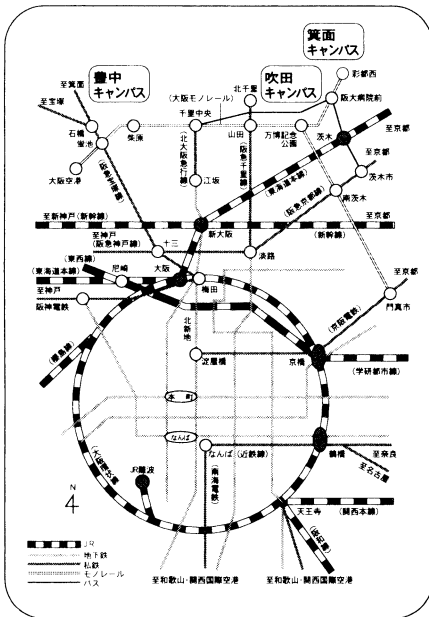 箕面
キャンパス
豊中
キャンパス
吹田
キャンパス
至箕面
至宝塚
石橋
蛍池
柴原
大阪空港
(大阪モノレール)
千里中央
北千里
山田
万博記念
公園
彩都西
阪大病院前
茨木
至京都
至京都
茨木市
南茨木
(阪急宝塚線)
(北大阪急行線)
江坂
(阪急千里線)
(東海道本線)
(阪急京都線)
至新神戸(新幹線)
新大阪
(新幹線)
至京都
至神戸
(阪急神戸線)
十三
淡路
(東西線)
(東海道本線)
尼崎
大阪
梅田
至神戸
阪神電鉄
至京都
門真市
(京阪電鉄)
北新地
淀屋橋
京橋
(学研都市線)
(桜島線)
本町
なんば
なんば
(近鉄線)
鶴橋
至奈良
至名古屋
(大阪環状線)
JR難波
(南海電鉄)
天王寺
(関西本線)
(阪和線)
N
4
JR
地下鉄
私鉄
モノレール
バス
至和歌山・関西国際空港
至和歌山・関西国際空港